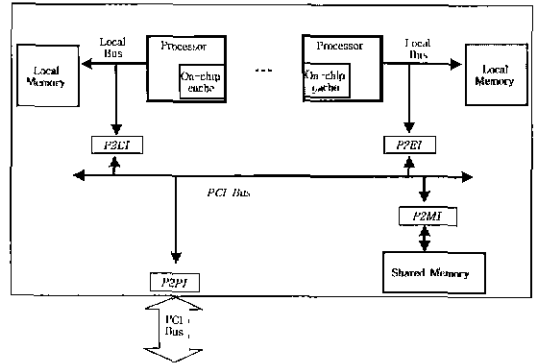 Local
Bus
Processor
Processor
Local
Bus
Local
Memory
On-chip
cache
---
On-chip
cache
Local
Memory
P2LI
PCI Bus
P2MI
P2PI
Shared Memory
PCI
Bus